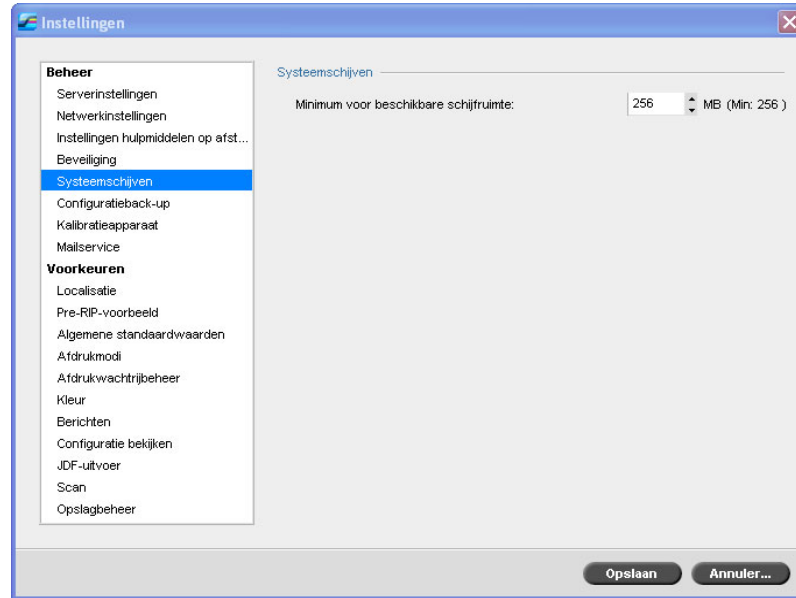 Instellingen
Beheer
Serverinstellingen
Netwerkinstellingen
Instellingen hulpmiddelen op afst...
Beveiliging
Systeemschijven
Configuratieback-up
Kalibratieapparaat
Mailservice
Voorkeuren
Localisatie
Pre-RIP-voorbeeld
Algemene standaardwaarden
Afdrukmodi
Afdrukwachtrijbeheer
Kleur
Berichten
Configuratie bekijken
JDF-uitvoer
Scan
Opslagbeheer
Systeemschijven
Minimum voor beschikbare schijfruimte: 256 MB (Min: 256 )
Opslaan Annuler...